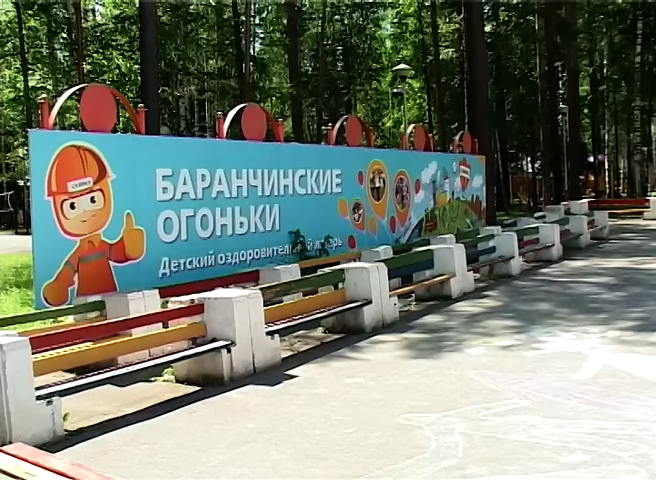 БАРАНЧИНСКИЕ
ОГОНЬКИ
Детский оздоровительный лагерь